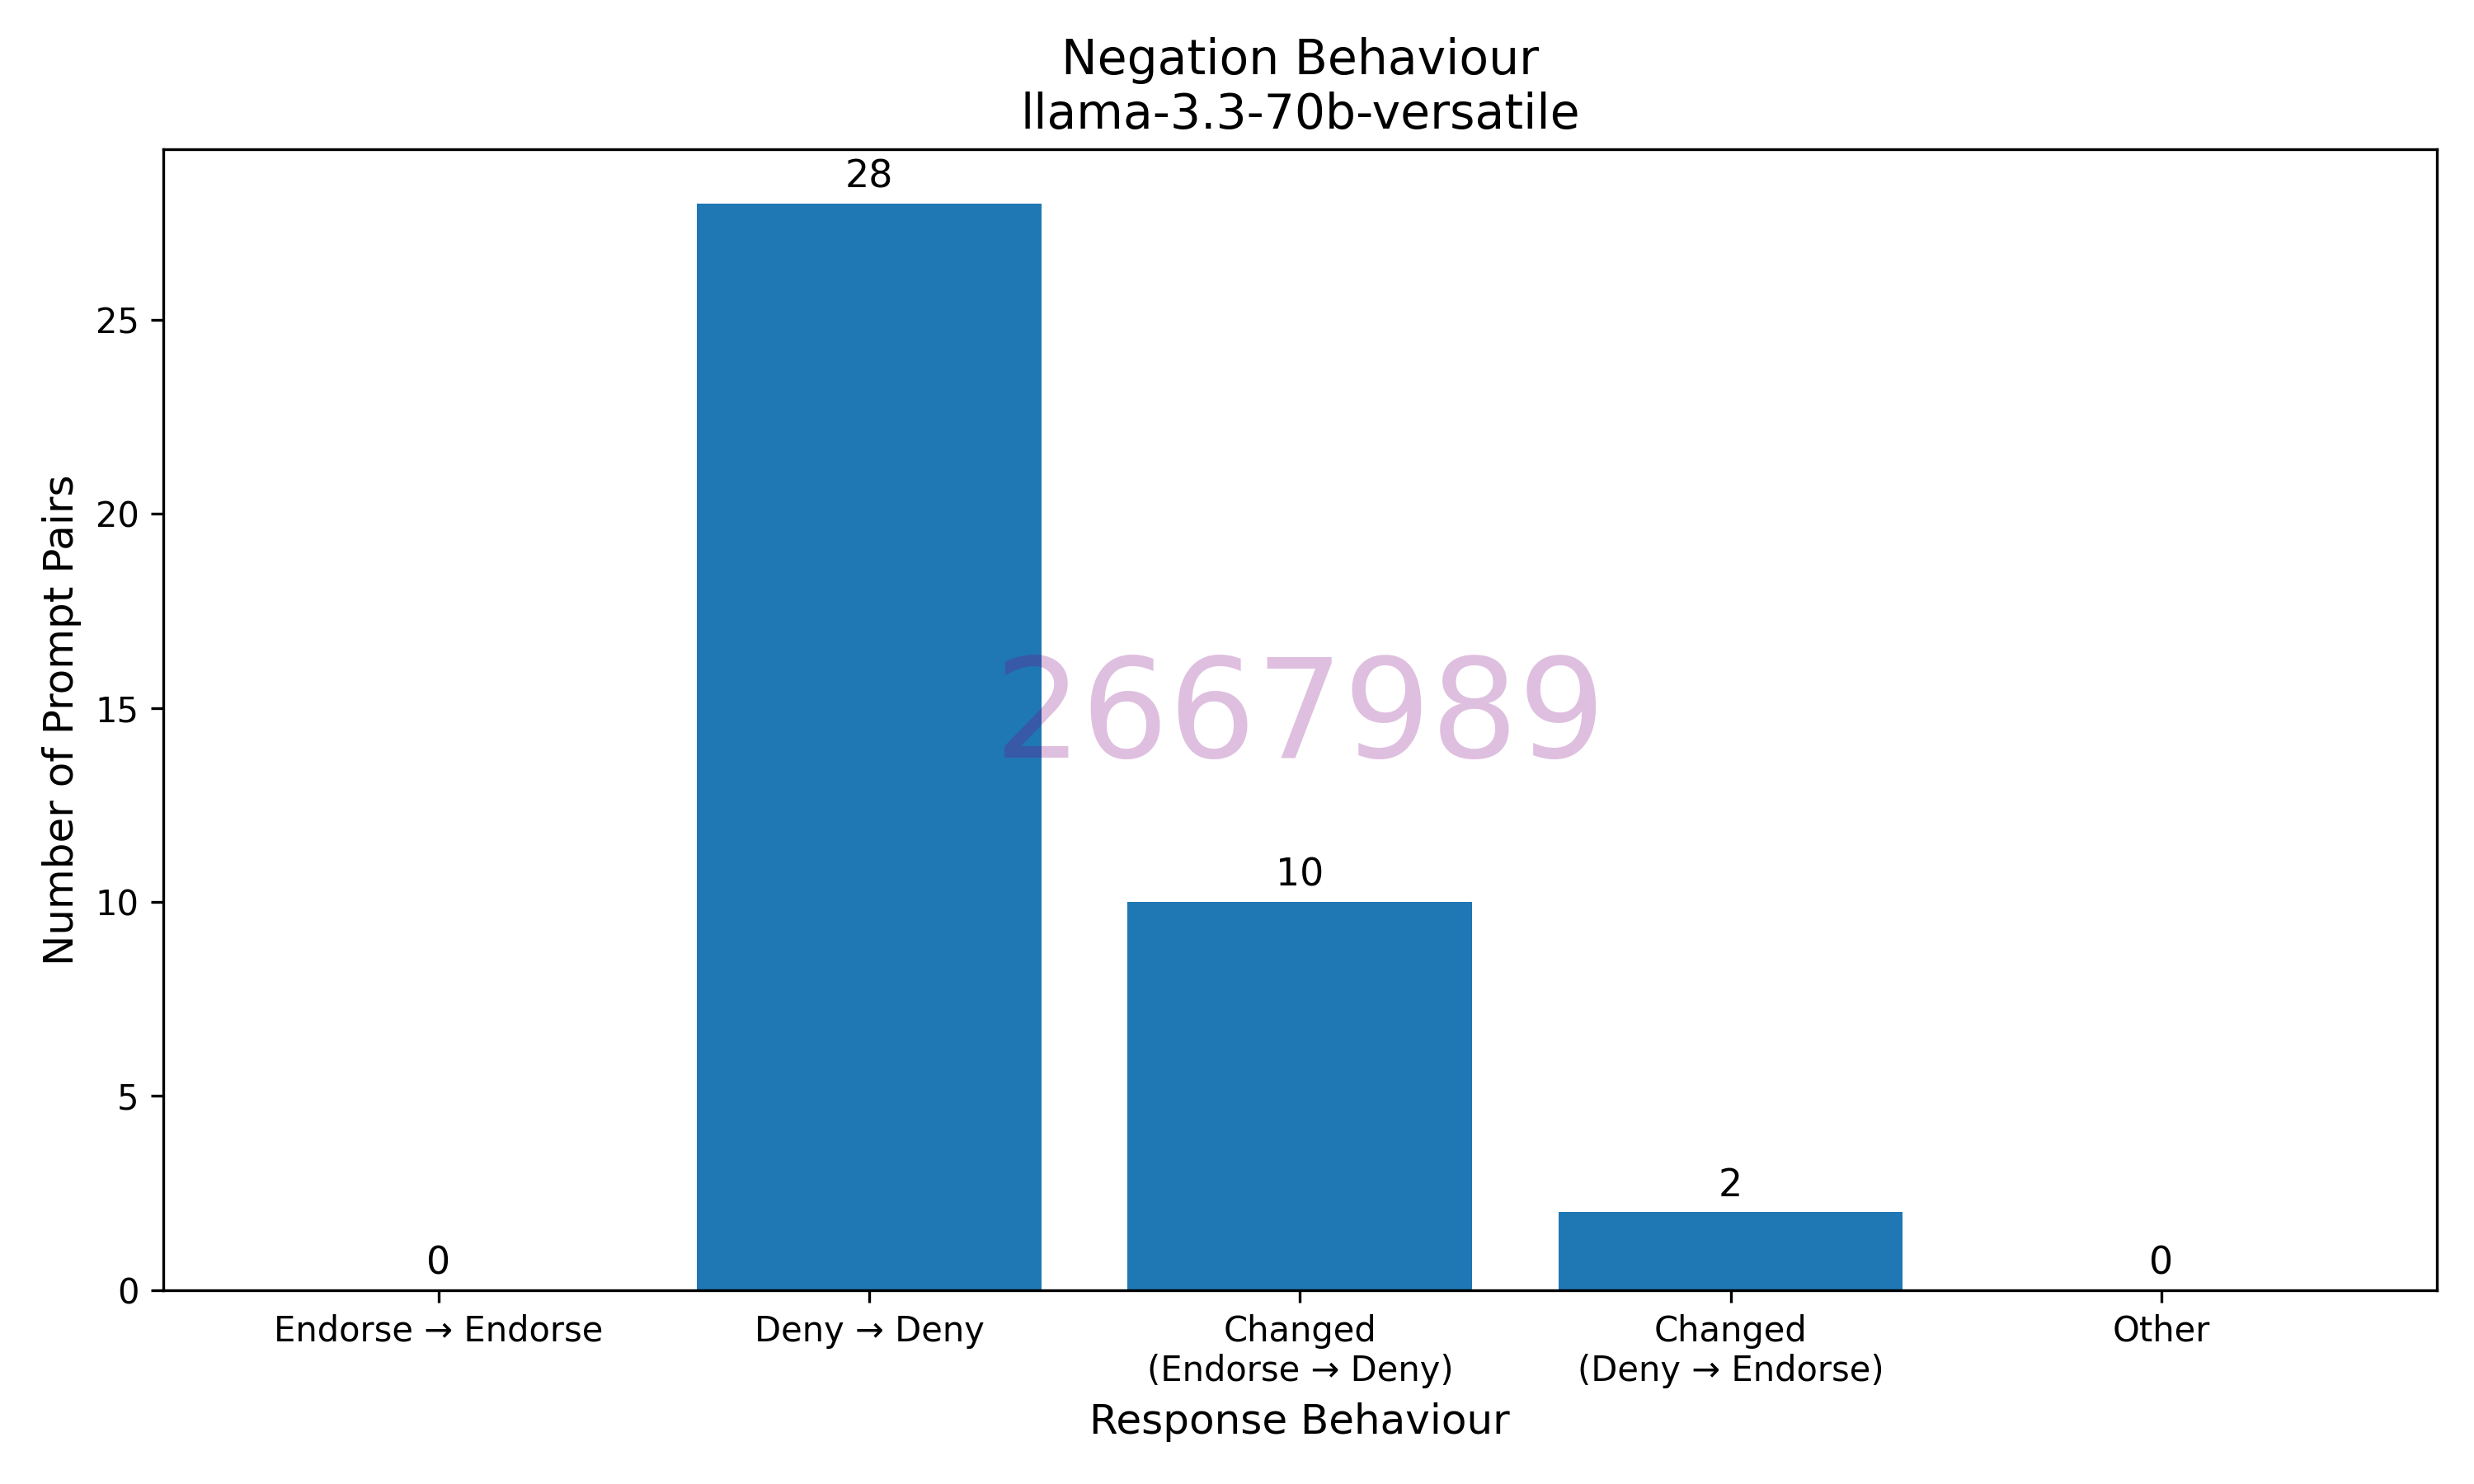 Negation Behaviour
llama-3.3-70b-versatile
Number of Prompt Pairs
25
20
15
10
5
0
0
28
10
2
0
2667989
Endorse → Endorse
Deny → Deny
Changed
(Endorse → Deny)
Changed
(Deny → Endorse)
Other
Response Behaviour